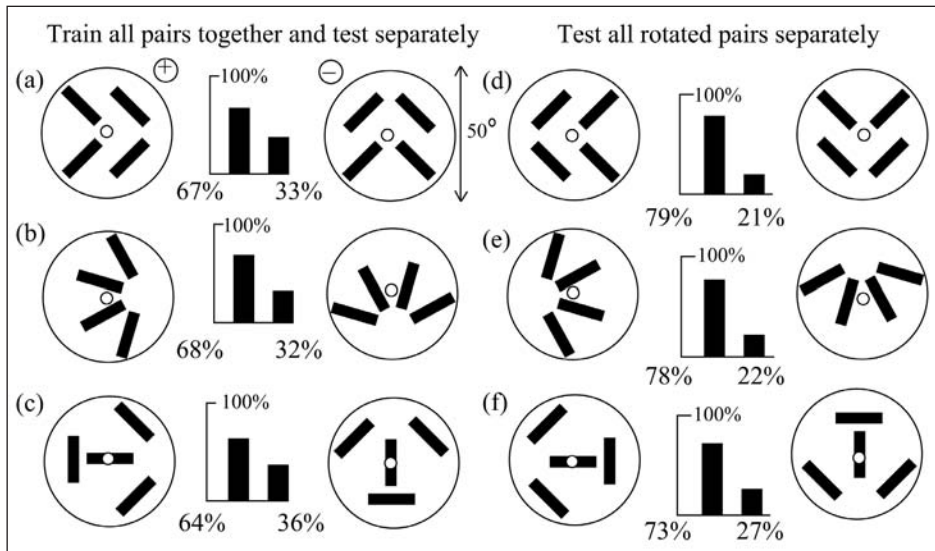 Train all pairs together and test separately
Test all rotated pairs separately
(a)
+
100%
−
50°
67% 33%
(d)
100%
79% 21%
(b)
100%
68% 32%
(e)
100%
78% 22%
(c)
100%
64% 36%
(f)
100%
73% 27%